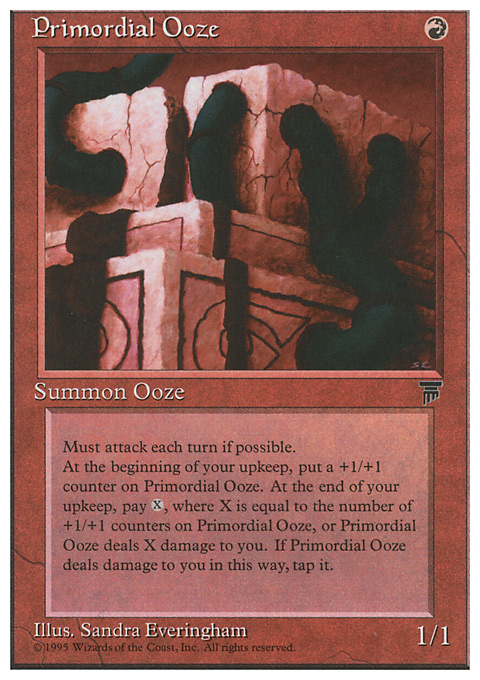 Primordial Ooze
SE
Summon Ooze
Must attack each turn if possible.
At the beginning of your upkeep, put a +1/+1
counter on Primordial Ooze. At the end of your
upkeep, pay X, where X is equal to the number of
+1/+1 counters on Primordial Ooze, or Primordial
Ooze deals X damage to you. If Primordial Ooze
deals damage to you in this way, tap it.
Illus. Sandra Everingham
©1995 Wizards of the Coast, Inc. All rights reserved.
1/1